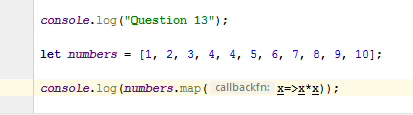 console.log("Question 13");
let numbers = [1, 2, 3, 4, 4, 5, 6, 7, 8, 9, 10];
console.log(numbers.map( callbackfn: x=>x*x));